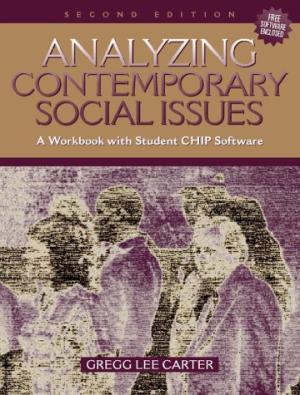 SECOND EDITION
FREE
SOFTWARE
ENCLOSED
ANALYZING
CONTEMPORARY
SOCIAL ISSUES
A Workbook with Student CHIP Software
GREGG LEE CARTER